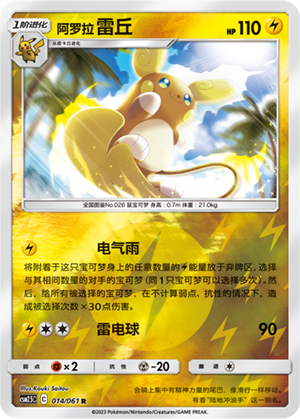 1阶进化
阿罗拉 雷丘
HP 110
从皮卡丘进化
全国图鉴No.026 鼠宝可梦 身高：0.7m 体重：21.0kg
电气雨
将附着于这只宝可梦身上的任意数量的能量放于弃牌区，选择
与其相同数量的对手的宝可梦（同1只宝可梦可以选择多次）。然
后，给所有被选择的宝可梦，在不计算弱点、抗性的情况下，造
成被选择次数×30点伤害。
雷电球 90
弱点 ×2 抗性 -20 撤退
Illus. Kouki Saitou
CSM2.5C C 014/061 R
会骑上集中有精神力量的尾巴，像滑行一样移动。
有“陆地冲浪手”之称。
©2023 Pokémon/Nintendo/Creatures/GAME FREAK.